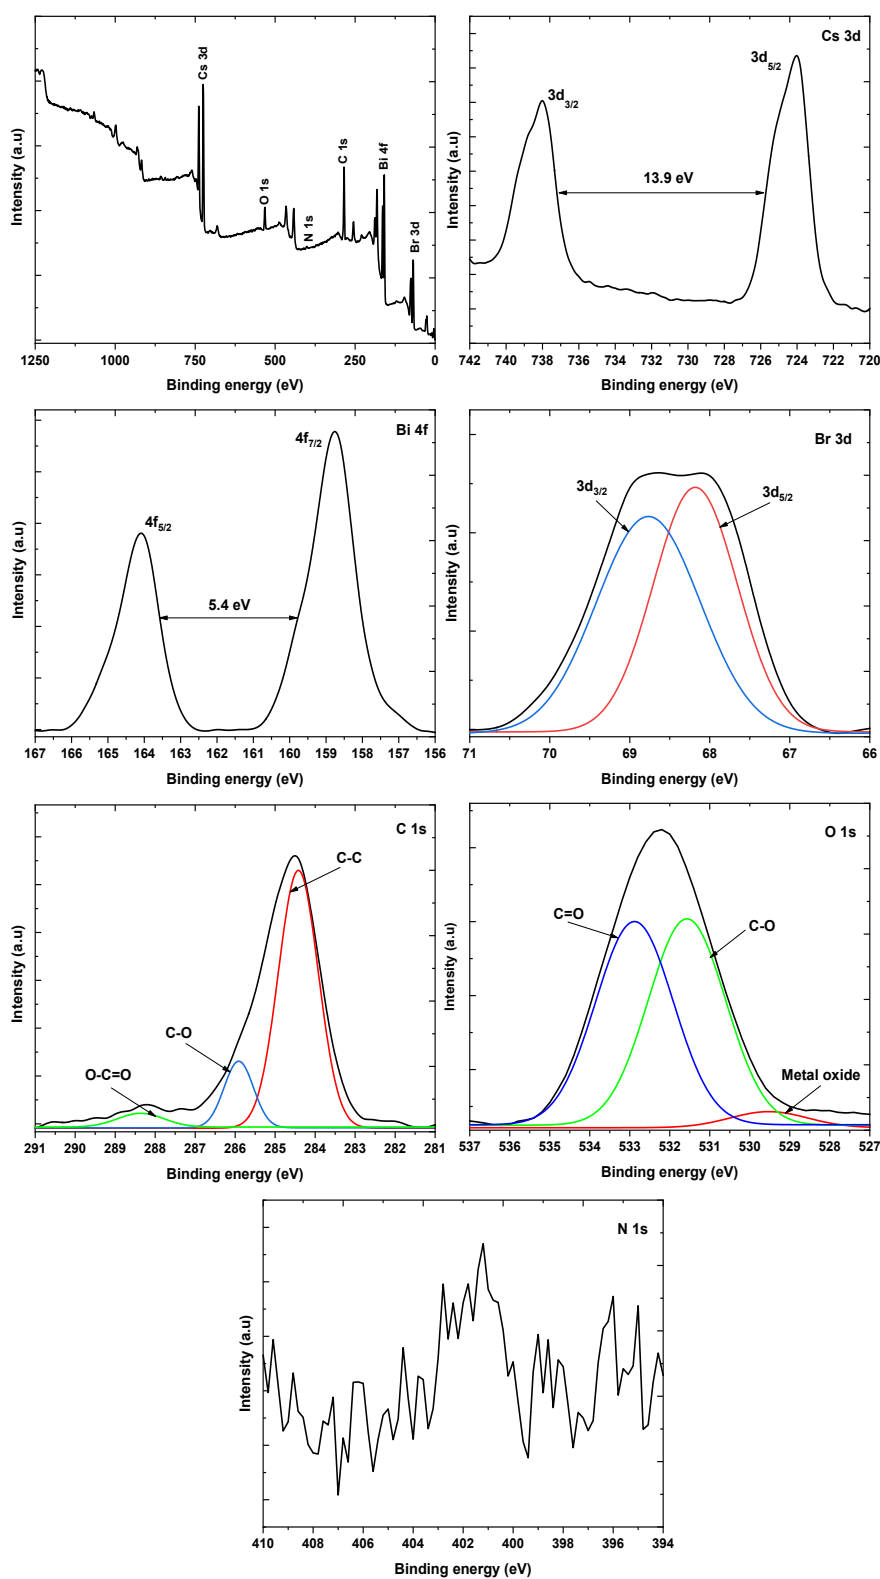 Cs 3d
O 1s
N 1s
C 1s
Bi 4f
Br 3d
Intensity (a.u)
1250 1000 750 500 250 0
Binding energy (eV)
Cs 3d
3d5/2
3d3/2
13.9 eV
Intensity (a.u)
742 740 738 736 734 732 730 728 726 724 722 720
Binding energy (eV)
Bi 4f
4f7/2
4f5/2
5.4 eV
Intensity (a.u)
167 166 165 164 163 162 161 160 159 158 157 156
Binding energy (eV)
Br 3d
3d3/2
3d5/2
Intensity (a.u)
71 70 69 68 67 66
Binding energy (eV)
C 1s
C-C
C-O
O-C=O
Intensity (a.u)
291 290 289 288 287 286 285 284 283 282 281
Binding energy (eV)
O 1s
C=O
C-O
Metal oxide
Intensity (a.u)
537 536 535 534 533 532 531 530 529 528 527
Binding energy (eV)
N 1s
Intensity (a.u)
410 408 406 404 402 400 398 396 394
Binding energy (eV)